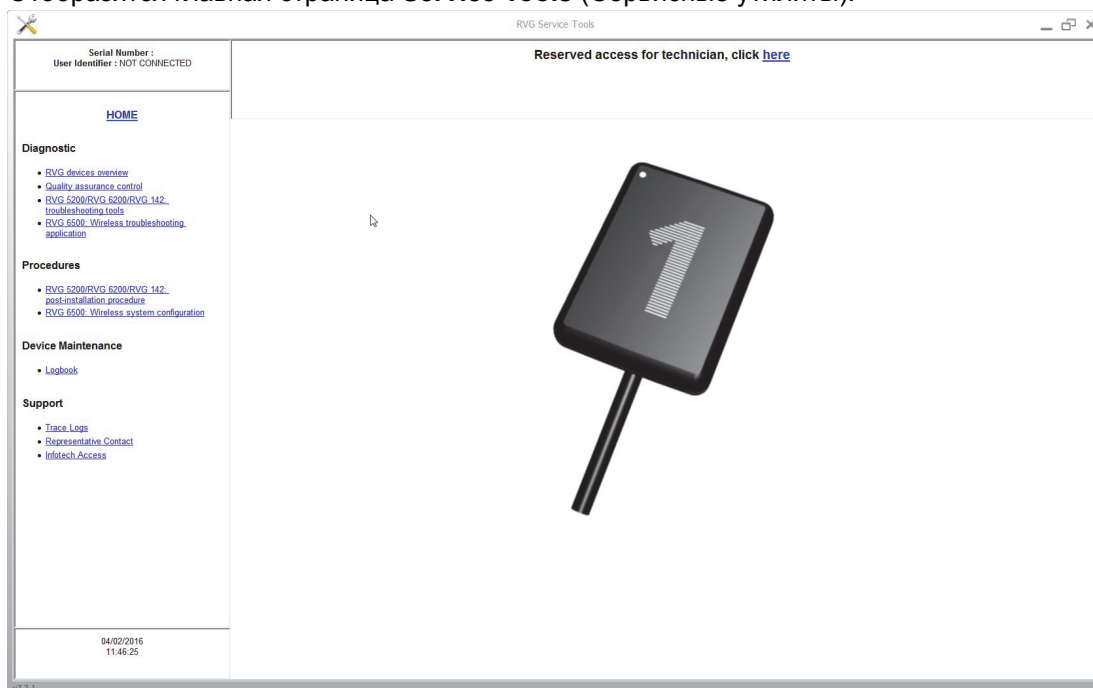 Отобразится главная страница Service Tools (Сервисные утилиты).
RVG Service Tools
Serial Number :
User Identifier : NOT CONNECTED
Reserved access for technician, click here
HOME
Diagnostic
RVG devices overview
Quality assurance control
RVG 5200/RVG 6200/RVG 142:
troubleshooting tools
RVG 6500: Wireless troubleshooting
application
Procedures
RVG 5200/RVG 6200/RVG 142:
post-installation procedure
RVG 6500: Wireless system configuration
Device Maintenance
Logbook
Support
Trace Logs
Representative Contact
Infotech Access
1
04/02/2016
11:46:25